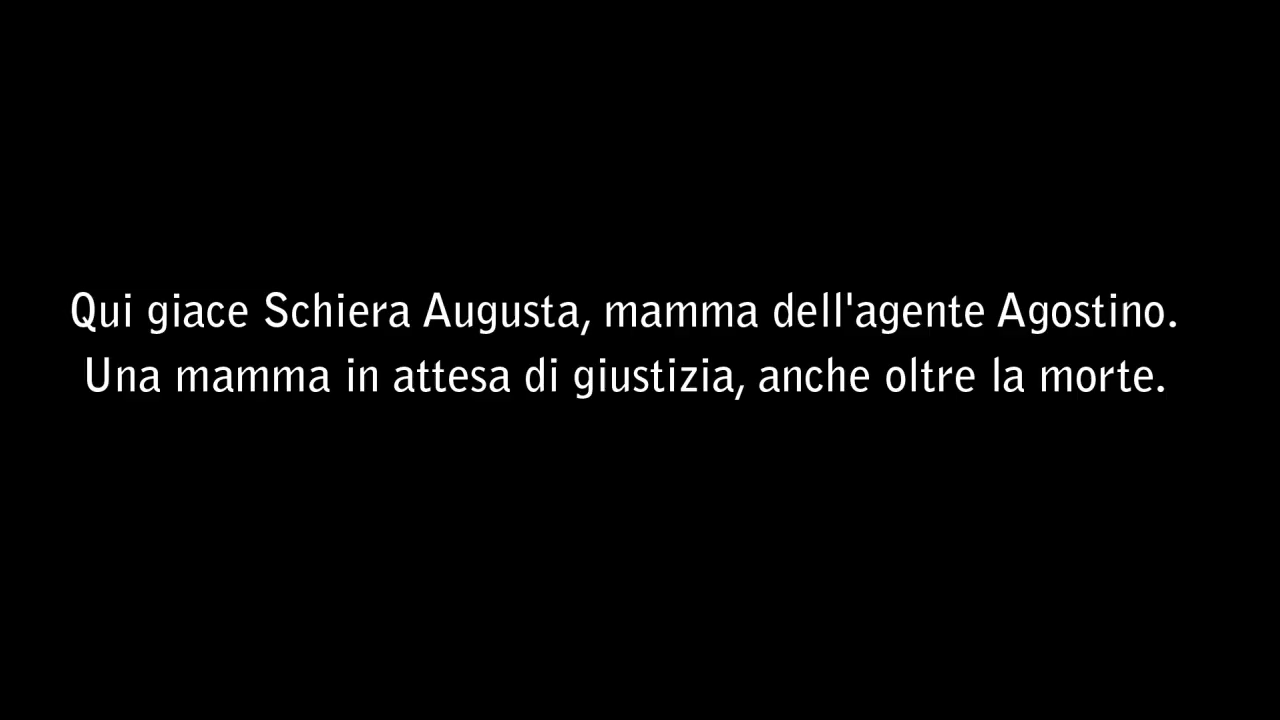 Qui giace Schiera Augusta, mamma dell'agente Agostino.
Una mamma in attesa di giustizia, anche oltre la morte.